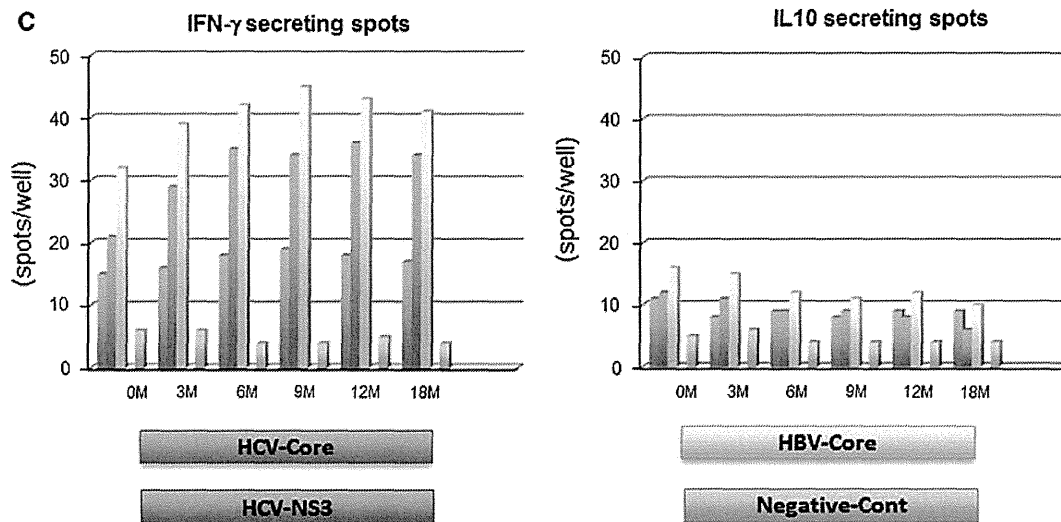 C
IFN-γ secreting spots
50
40
30
20
10
0
(spots/well)
0M 3M 6M 9M 12M 18M
IL10 secreting spots
50
40
30
20
10
0
(spots/well)
0M 3M 6M 9M 12M 18M
HCV-Core
HCV-NS3
HBV-Core
Negative-Cont